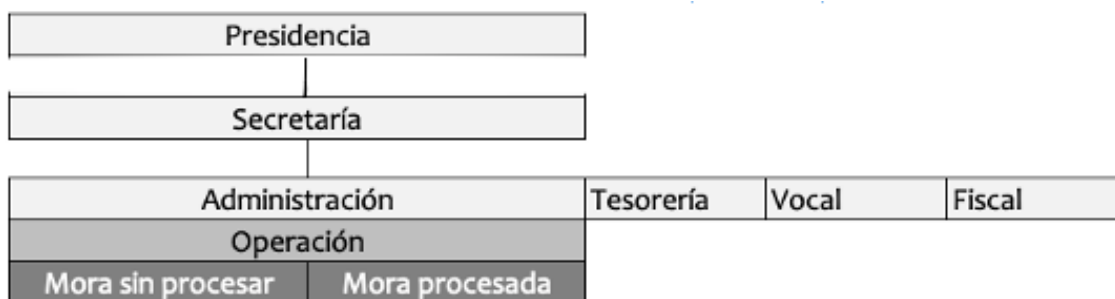 Presidencia
Secretaría
Administración Tesorería Vocal Fiscal
Operación
Mora sin procesar Mora procesada